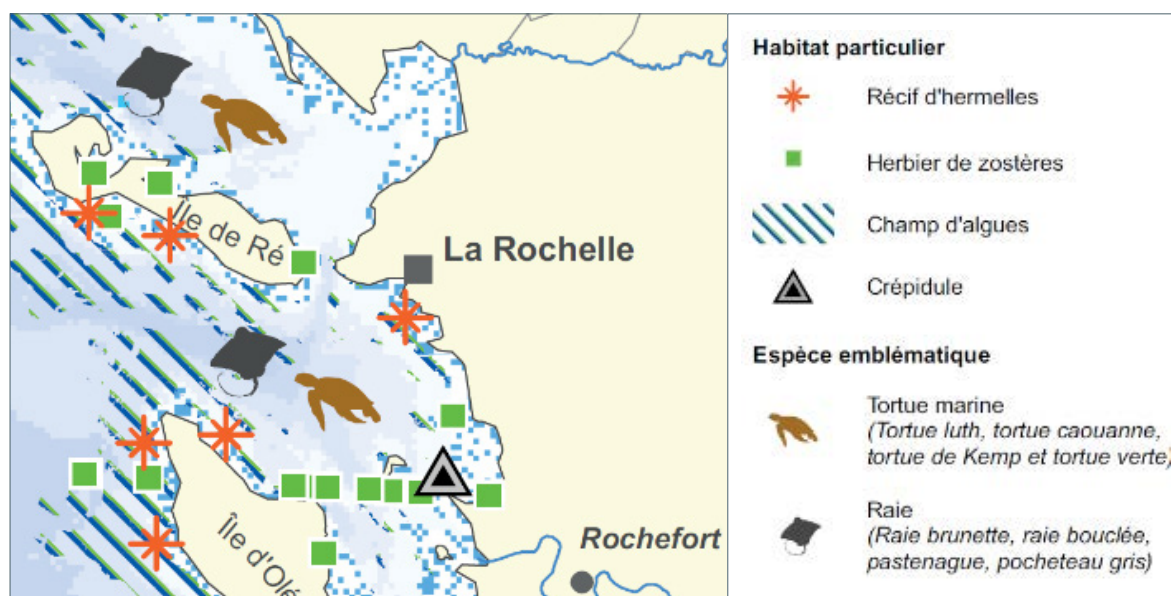 Île de Ré
La Rochelle
Île d'Olé
Rochefort
Habitat particulier
Récif d'hermelles
Herbier de zostères
Champ d'algues
Crépidule
Espèce emblématique
Tortue marine
(Tortue luth, tortue caouanne,
tortue de Kemp et tortue verte)
Raie
(Raie brunette, raie bouclée,
pastenague, pocheteau gris)